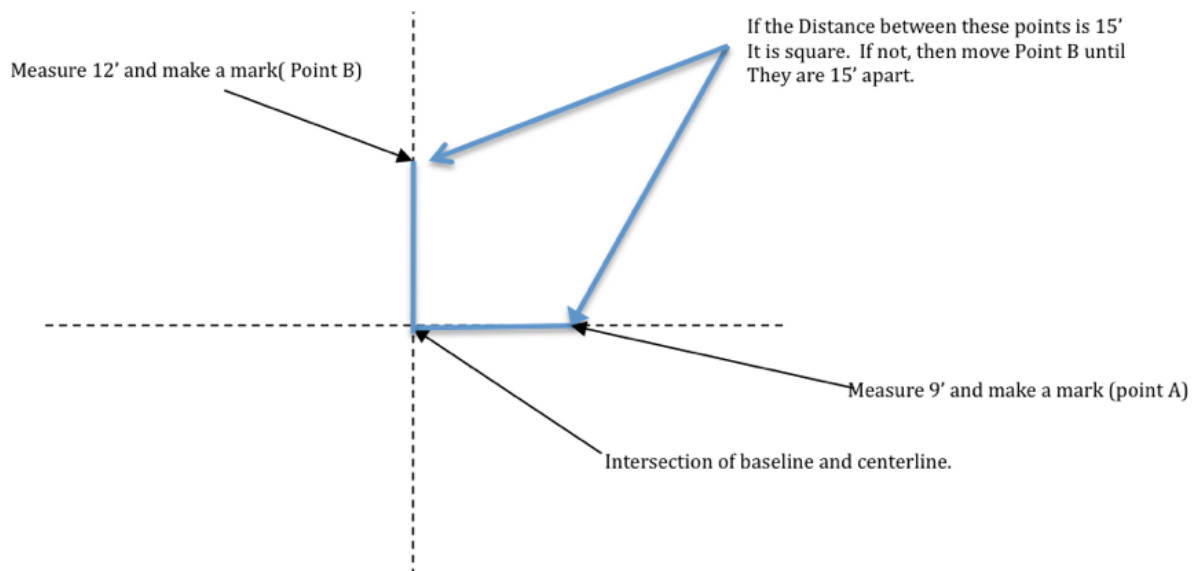 If the Distance between these points is 15’
It is square.  If not, then move Point B until
They are 15’ apart.
Measure 12’ and make a mark( Point B)
Measure 9’ and make a mark (point A)
Intersection of baseline and centerline.